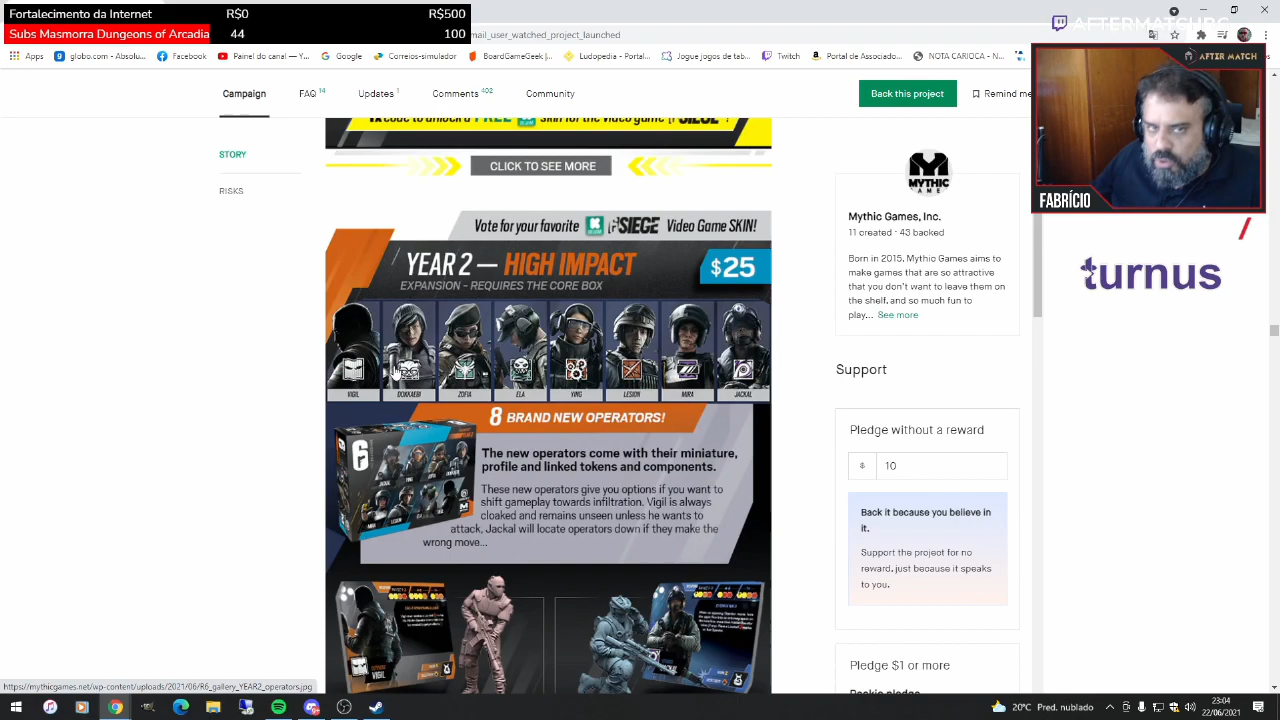 Fortalecimento da Internet R$0 R$500
Subs Masmorra Dungeons of Arcadia 44 100
AFTERMATCHBG
mail_user_watched_project_launched
Apps globo.com - Absolu... Facebook Painel do canal — Y... Google Correios-simulador Ludopedia - Portal... Jogue jogos de tab... Twitch Portal de Associado... NOTA CARIOCA - N...
AFTER MATCH
Campaign FAQ 14 Updates 1 Comments 402 Community Back this project Remind me
STORY
RISKS
CLICK TO SEE MORE
FABRÍCIO
MYTHIC
GAMES
Mythic Games, Inc.
11 created · 43 backed
Born in 2015, Mythic Games aims to
make games that are so attractive
that you don't want to leave them on
the shelf, and so much fun to
play... See more
turnus
Vote for your favorite SIEGE Video Game SKIN!
YEAR 2 — HIGH IMPACT
$25
EXPANSION - REQUIRES THE CORE BOX
VIGIL DOKKAEBI ZOFIA ELA YING LESION MIRA JACKAL
8 BRAND NEW OPERATORS!
The new operators come with their miniature,
profile and linked tokens and components.
These new operators give you options if you want to
shift gameplay towards infiltration. Vigil is always
cloaked and remains unseen unless he wants to
attack, Jackal will locate operators down if they make the
wrong move...
6
VIGIL
Support
Pledge without a reward
$ 10
Back it because you believe in
it.
Support the project for no
reward, just because it speaks
to you.
Pledge $1 or more
Rookie pledge
https://mythicgames.net/wp-content/uploads/2021/06/R6_gallery_YEAR2_operators.jpg
20°C Pred. nublado
23:04
22/06/2021